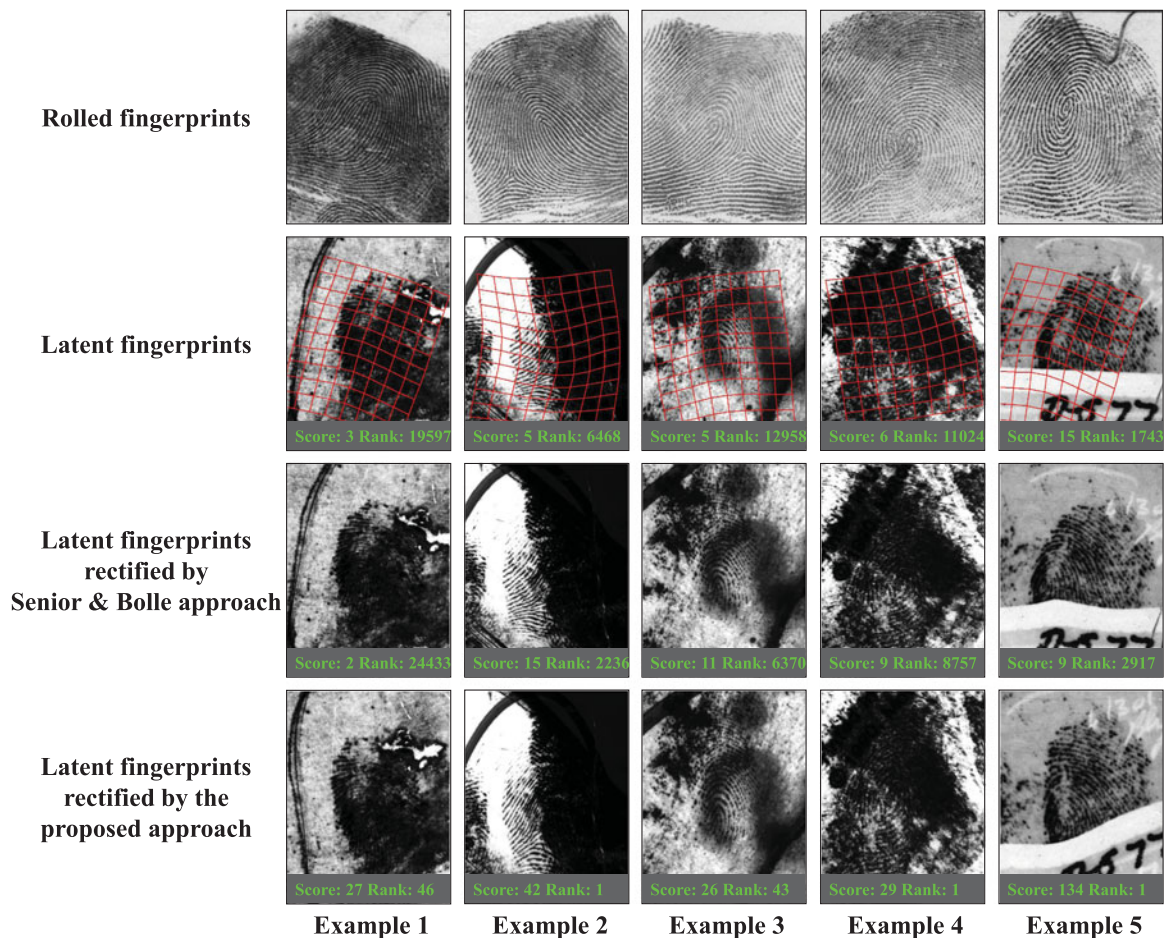 Rolled fingerprints
Latent fingerprints
Score: 3 Rank: 19597
Score: 5 Rank: 6468
Score: 5 Rank: 12958
Score: 6 Rank: 11024
Score: 15 Rank: 1743
Latent fingerprints
rectified by
Senior & Bolle approach
Score: 2 Rank: 24433
Score: 15 Rank: 2236
Score: 11 Rank: 6370
Score: 9 Rank: 8757
Score: 9 Rank: 2917
Latent fingerprints
rectified by the
proposed approach
Score: 27 Rank: 46
Score: 42 Rank: 1
Score: 26 Rank: 43
Score: 29 Rank: 1
Score: 134 Rank: 1
Example 1
Example 2
Example 3
Example 4
Example 5